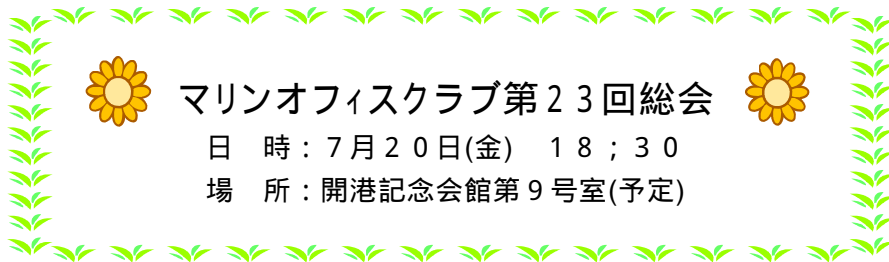 マリンオフィスクラブ第２３回総会
日　時：７月２０日(金)　１８；３０
場　所：開港記念会館第９号室(予定)